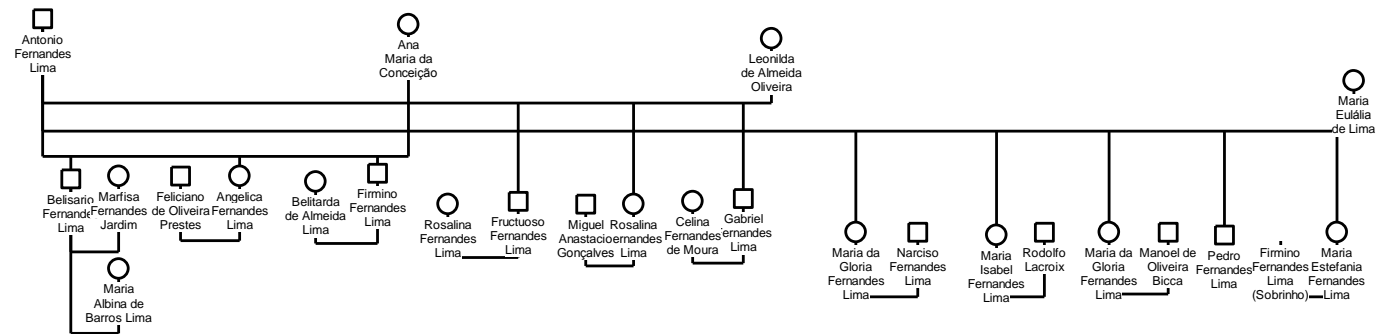 Antonio
Fernandes
Lima
Ana
Maria da
Conceição
Leonilda
de Almeida
Oliveira
Maria
Eulália
de Lima
Belisario
Fernandes
Lima
Marfisa
Fernandes
Jardim
Feliciano
de Oliveira
Prestes
Angelica
Fernandes
Lima
Belitarda
de Almeida
Lima
Firmino
Fernandes
Lima
Rosalina
Fernandes
Lima
Fructuoso
Fernandes
Lima
Miguel
Anastacio
Gonçalves
Rosalina
Fernandes
Lima
Celina
Fernandes
de Moura
Gabriel
Fernandes
Lima
Maria da
Gloria
Fernandes
Lima
Narciso
Fernandes
Lima
Maria
Isabel
Fernandes
Lima
Rodolfo
Lacroix
Maria da
Gloria
Fernandes
Lima
Manoel de
Oliveira
Bicca
Pedro
Fernandes
Lima
Firmino
Fernandes
Lima
(Sobrinho)
Maria
Estefania
Fernandes
Lima
Maria
Albina de
Barros Lima